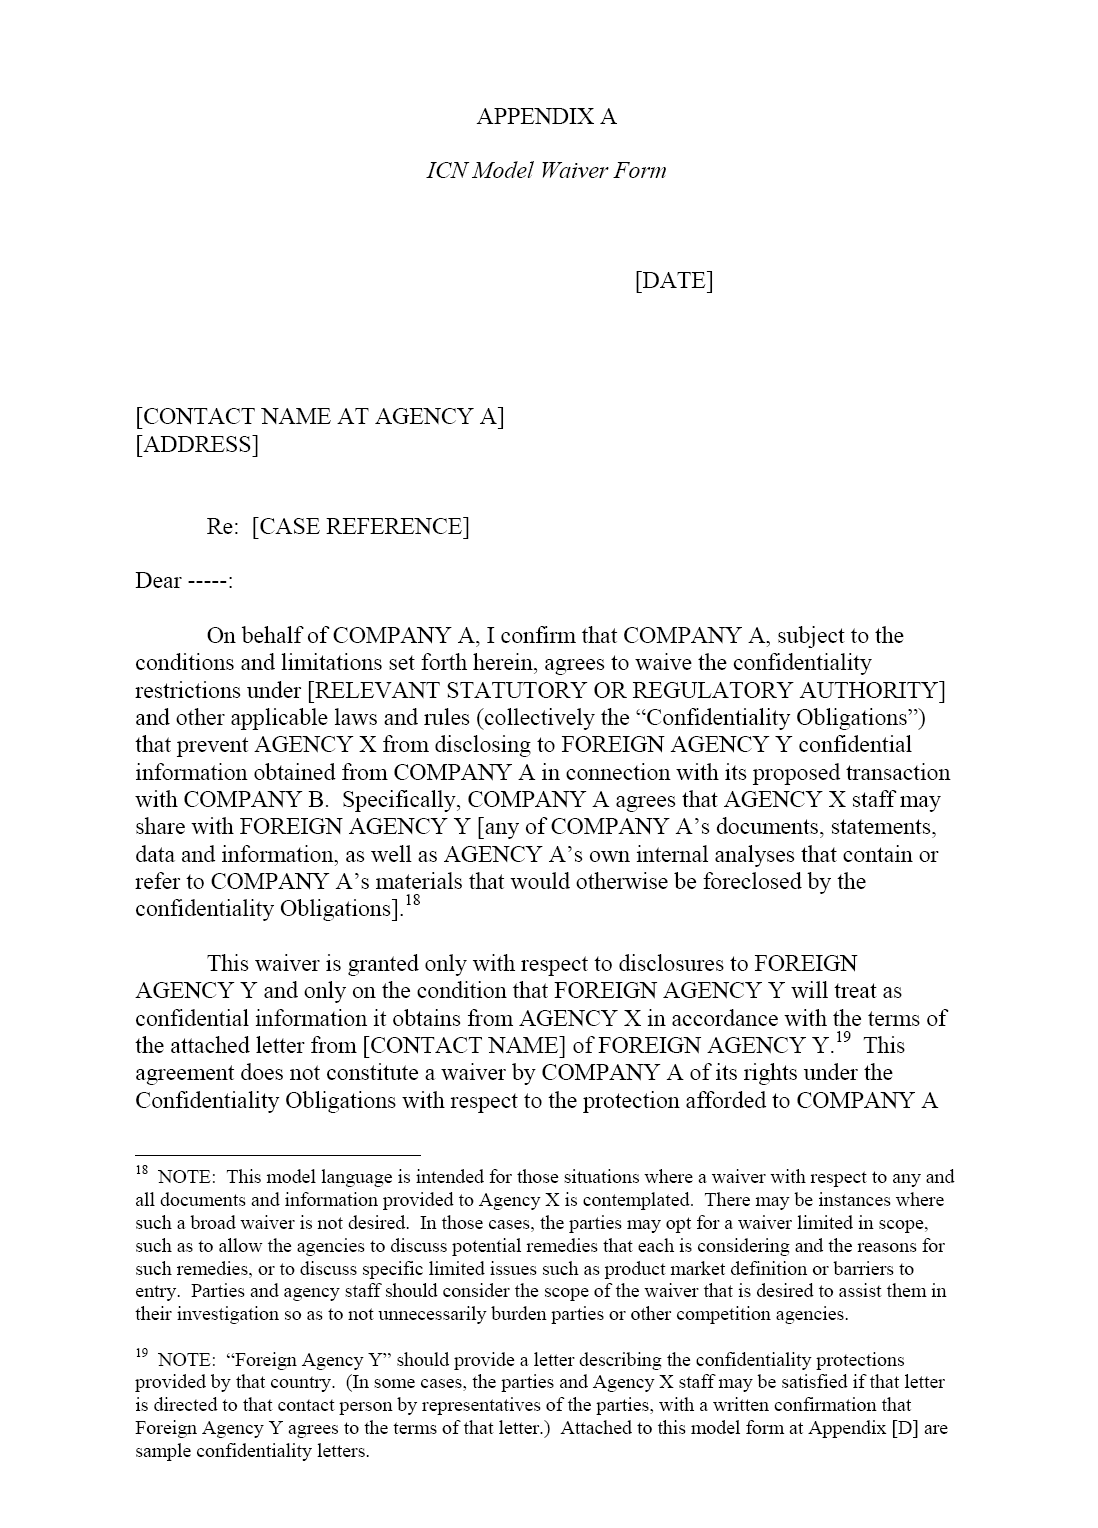 APPENDIX A
ICN Model Waiver Form
[DATE]
[CONTACT NAME AT AGENCY A]
[ADDRESS]
Re:  [CASE REFERENCE]
Dear -----:
On behalf of COMPANY A, I confirm that COMPANY A, subject to the
conditions and limitations set forth herein, agrees to waive the confidentiality
restrictions under [RELEVANT STATUTORY OR REGULATORY AUTHORITY]
and other applicable laws and rules (collectively the “Confidentiality Obligations”)
that prevent AGENCY X from disclosing to FOREIGN AGENCY Y confidential
information obtained from COMPANY A in connection with its proposed transaction
with COMPANY B.  Specifically, COMPANY A agrees that AGENCY X staff may
share with FOREIGN AGENCY Y [any of COMPANY A’s documents, statements,
data and information, as well as AGENCY A’s own internal analyses that contain or
refer to COMPANY A’s materials that would otherwise be foreclosed by the
confidentiality Obligations].18
This waiver is granted only with respect to disclosures to FOREIGN
AGENCY Y and only on the condition that FOREIGN AGENCY Y will treat as
confidential information it obtains from AGENCY X in accordance with the terms of
the attached letter from [CONTACT NAME] of FOREIGN AGENCY Y.19  This
agreement does not constitute a waiver by COMPANY A of its rights under the
Confidentiality Obligations with respect to the protection afforded to COMPANY A
18  NOTE:  This model language is intended for those situations where a waiver with respect to any and
all documents and information provided to Agency X is contemplated.  There may be instances where
such a broad waiver is not desired.  In those cases, the parties may opt for a waiver limited in scope,
such as to allow the agencies to discuss potential remedies that each is considering and the reasons for
such remedies, or to discuss specific limited issues such as product market definition or barriers to
entry.  Parties and agency staff should consider the scope of the waiver that is desired to assist them in
their investigation so as to not unnecessarily burden parties or other competition agencies.
19  NOTE:  “Foreign Agency Y” should provide a letter describing the confidentiality protections
provided by that country.  (In some cases, the parties and Agency X staff may be satisfied if that letter
is directed to that contact person by representatives of the parties, with a written confirmation that
Foreign Agency Y agrees to the terms of that letter.)  Attached to this model form at Appendix [D] are
sample confidentiality letters.